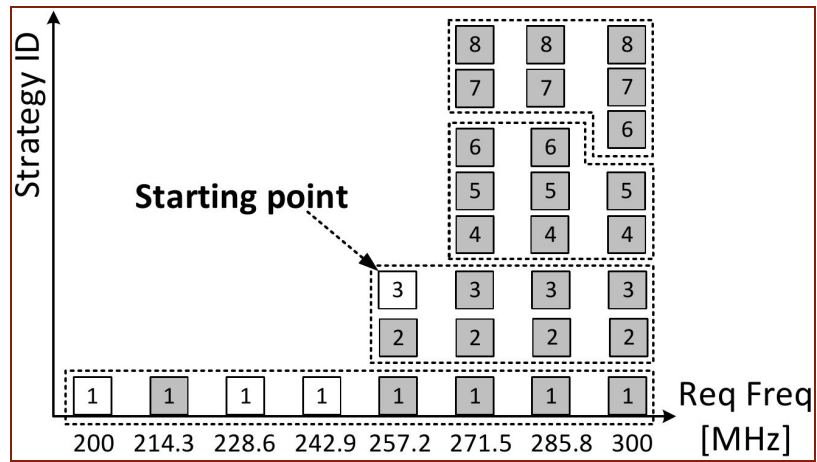 Strategy ID
8 8 8
7 7 7
6
6 6
5 5 5
4 4 4
Starting point
3 3 3 3
2 2 2 2
1 1 1 1 1 1 1 1
Req Freq
[MHz]
200 214.3 228.6 242.9 257.2 271.5 285.8 300